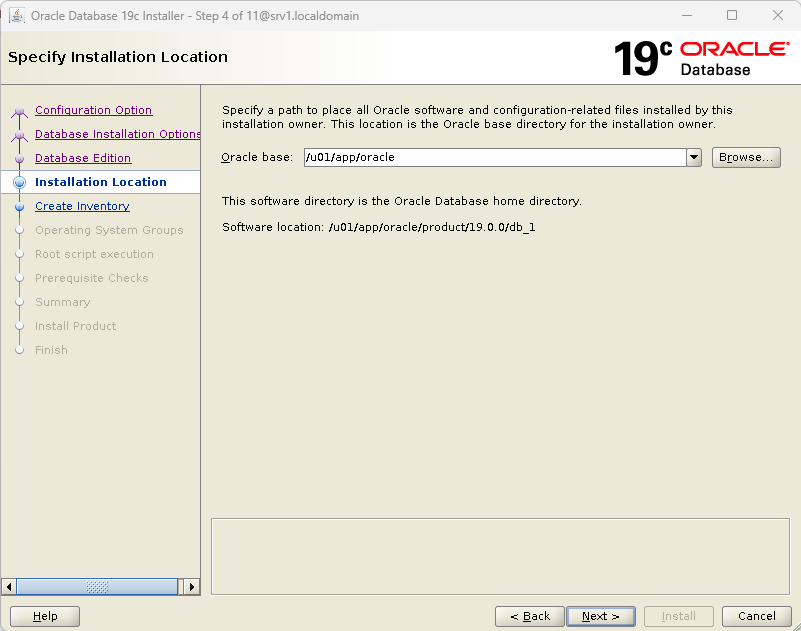 Oracle Database 19c Installer - Step 4 of 11@srv1.localdomain
Specify Installation Location
19c ORACLE
Database
Configuration Option
Database Installation Options
Database Edition
Installation Location
Create Inventory
Operating System Groups
Root script execution
Prerequisite Checks
Summary
Install Product
Finish
Specify a path to place all Oracle software and configuration-related files installed by this
installation owner. This location is the Oracle base directory for the installation owner.
Oracle base: /u01/app/oracle Browse...
This software directory is the Oracle Database home directory.
Software location: /u01/app/oracle/product/19.0.0/db_1
Help < Back Next > Install Cancel